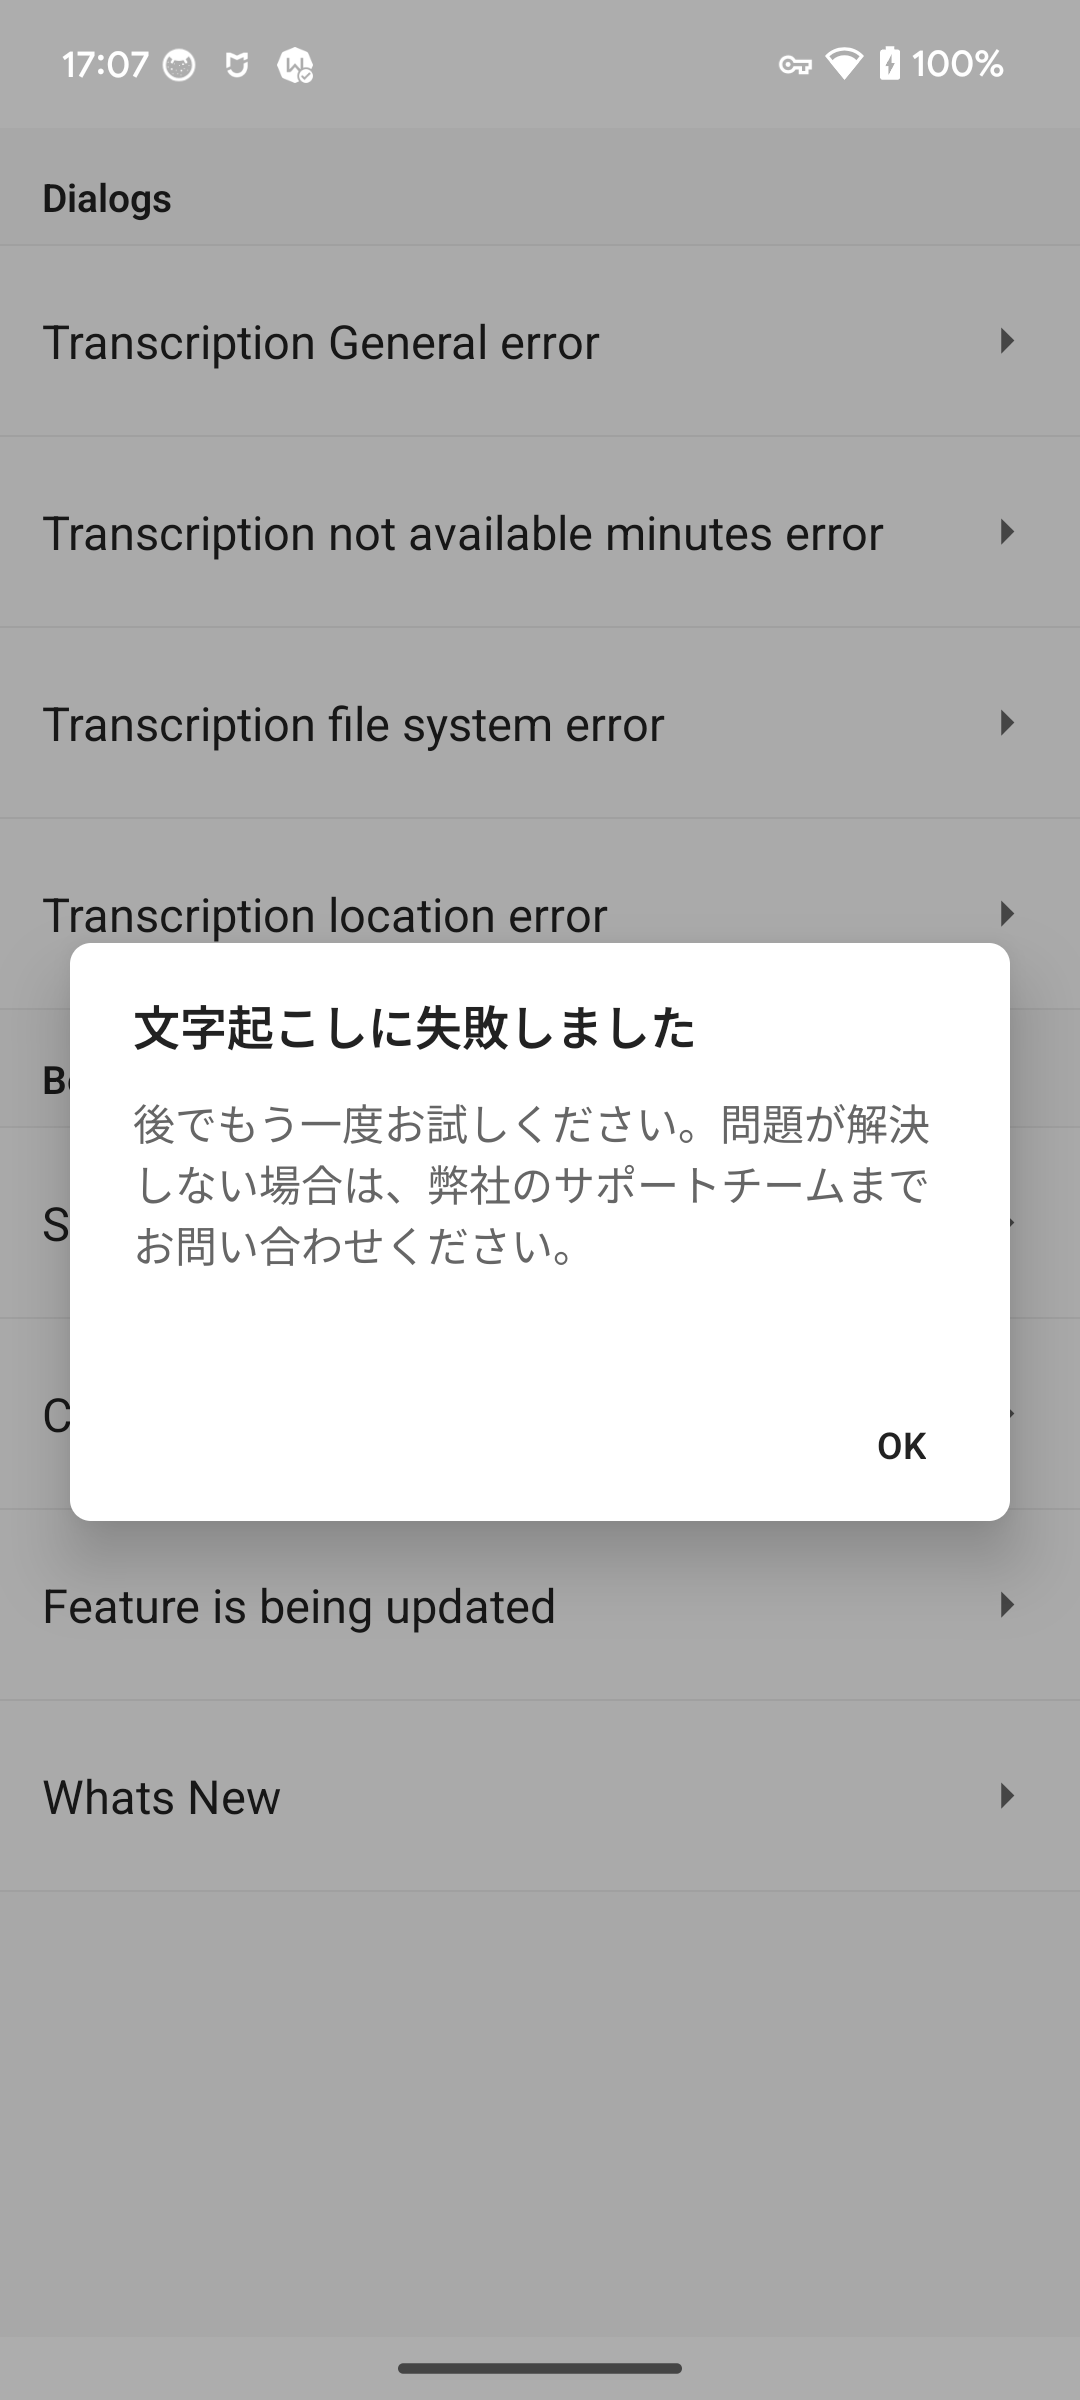 17:07
100%
Dialogs
Transcription General error
Transcription not available minutes error
Transcription file system error
Transcription location error
文字起こしに失敗しました
後でもう一度お試しください。問題が解決
しない場合は、弊社のサポートチームまで
お問い合わせください。
OK
Feature is being updated
Whats New